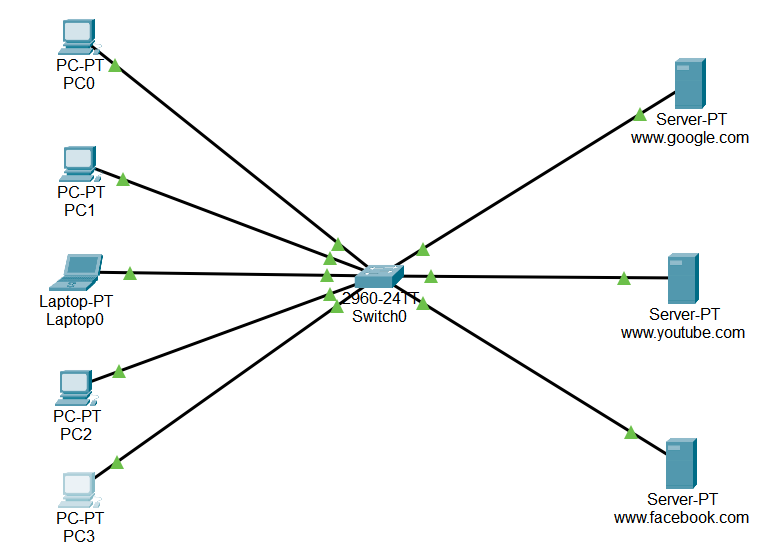 PC-PT
PC0
Server-PT
www.google.com
PC-PT
PC1
Laptop-PT
Laptop0
2960-24TT
Switch0
Server-PT
www.youtube.com
PC-PT
PC2
PC-PT
PC3
Server-PT
www.facebook.com